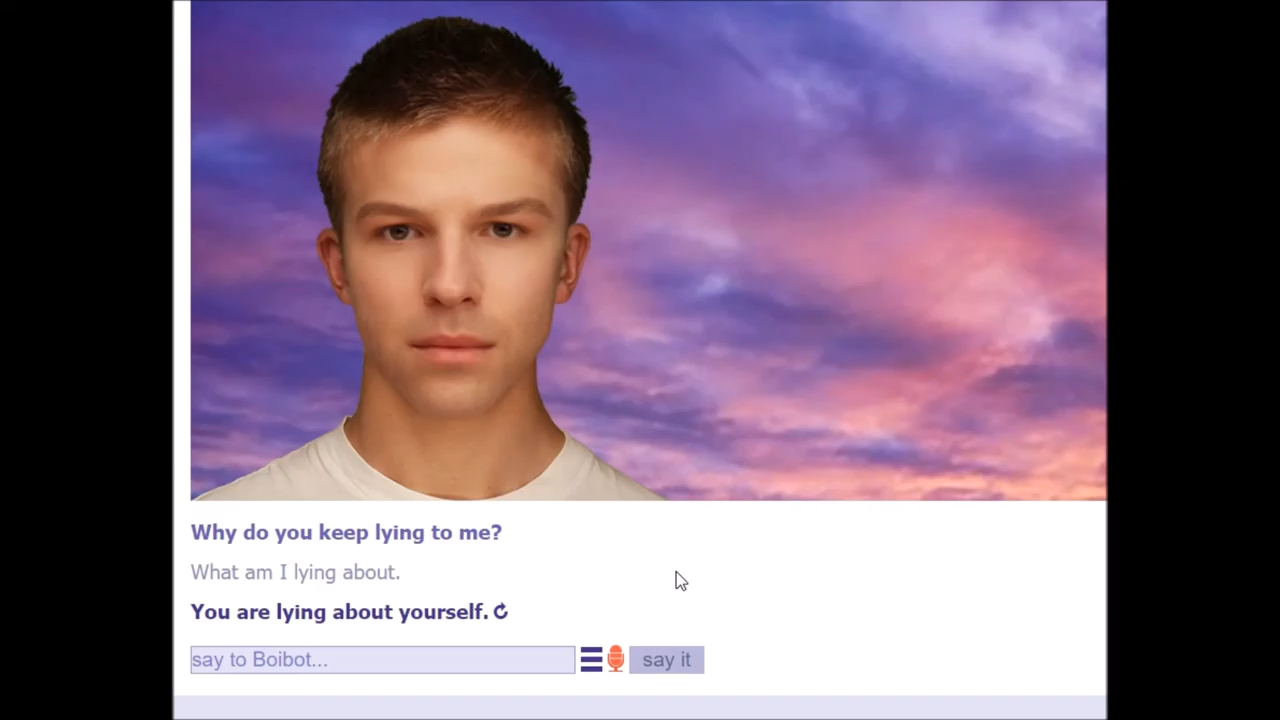 Why do you keep lying to me?
What am I lying about.
You are lying about yourself.
say to Boibot...
say it